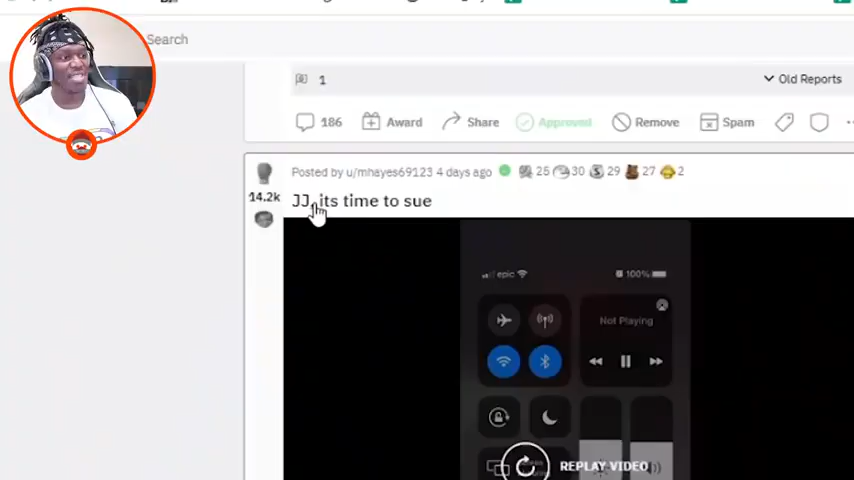 Search
1
Old Reports
186 Award Share Approved Remove Spam
Posted by u/mhayes69123 4 days ago 25 30 29 27 2
14.2k
JJ, its time to sue
epic 100%
Not Playing
REPLAY VIDEO